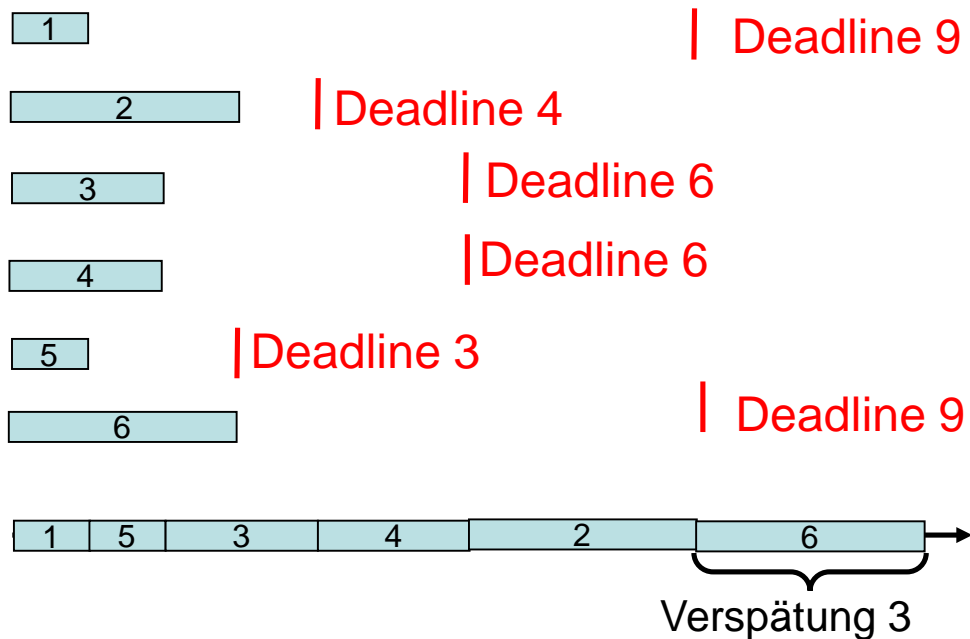 1 Deadline 9
2 Deadline 4
3 Deadline 6
4 Deadline 6
5 Deadline 3
6 Deadline 9
1 5 3 4 2 6
Verspätung 3